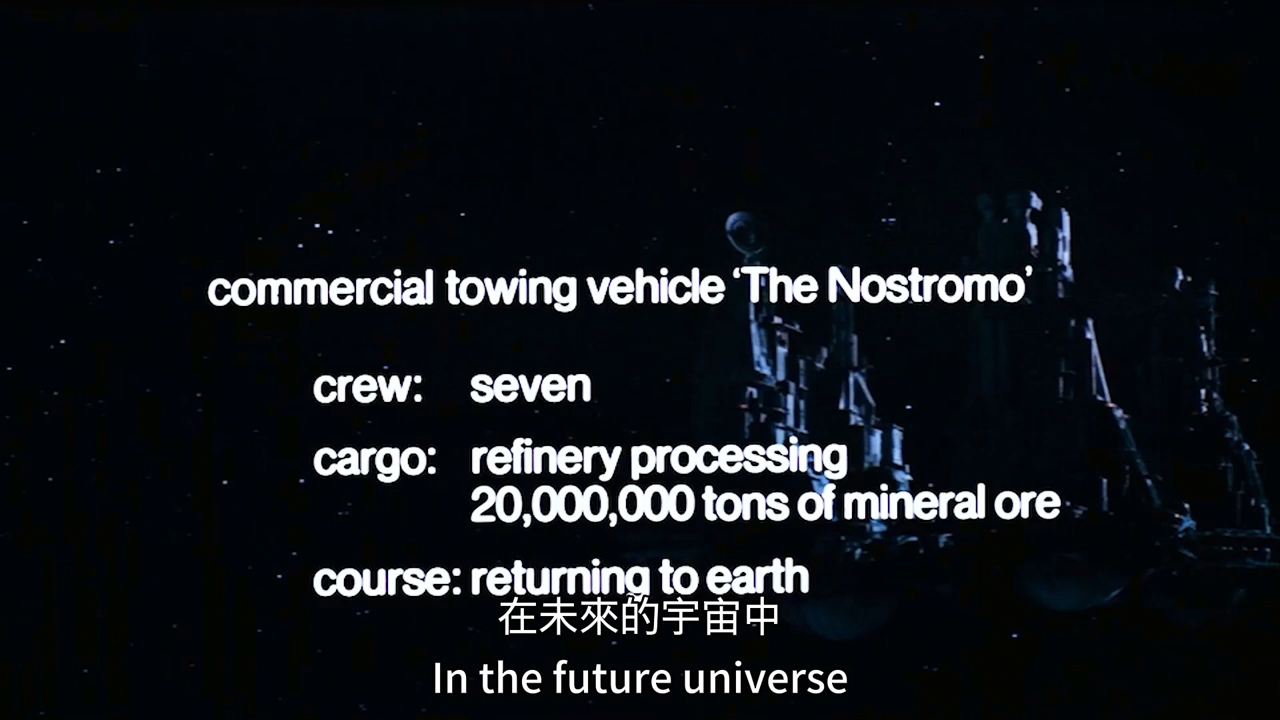 commercial towing vehicle ‘The Nostromo’
crew: seven
cargo: refinery processing
20,000,000 tons of mineral ore
course: returning to earth
在未來的宇宙中
In the future universe